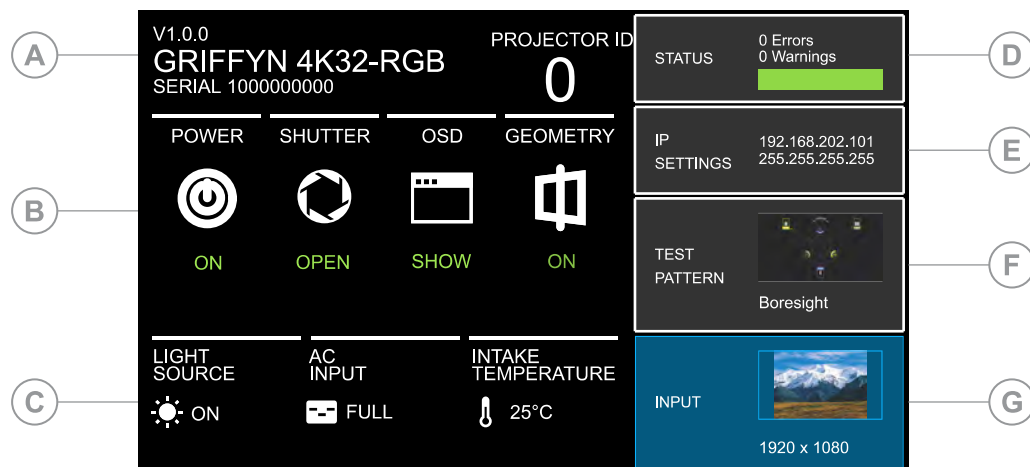 A
V1.0.0
GRIFFYN 4K32-RGB
SERIAL 1000000000
PROJECTOR ID
0
STATUS
0 Errors
0 Warnings
D
IP
SETTINGS
192.168.202.101
255.255.255.255
E
B
POWER
ON
SHUTTER
OPEN
OSD
SHOW
GEOMETRY
ON
TEST
PATTERN
Boresight
F
C
LIGHT
SOURCE
ON
AC
INPUT
FULL
INTAKE
TEMPERATURE
25°C
INPUT
1920 x 1080
G